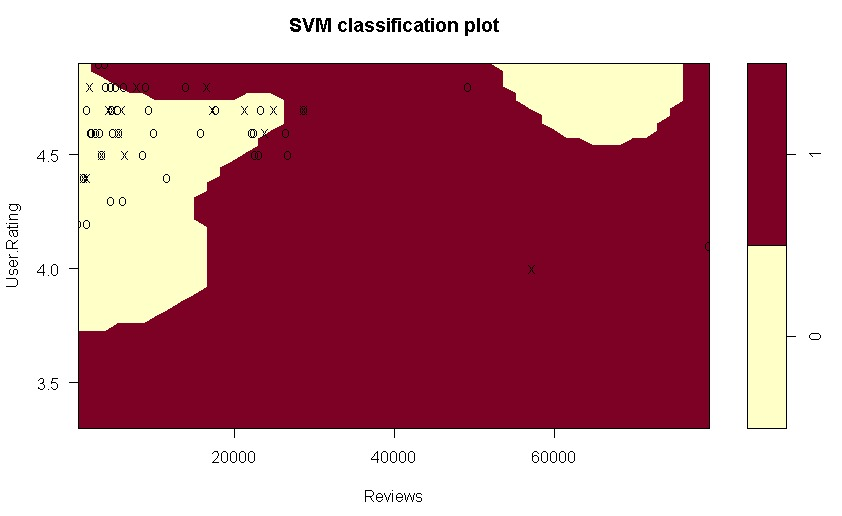 SVM classification plot
4.5
4.0
3.5
User.Rating
20000
40000
60000
Reviews
1
0